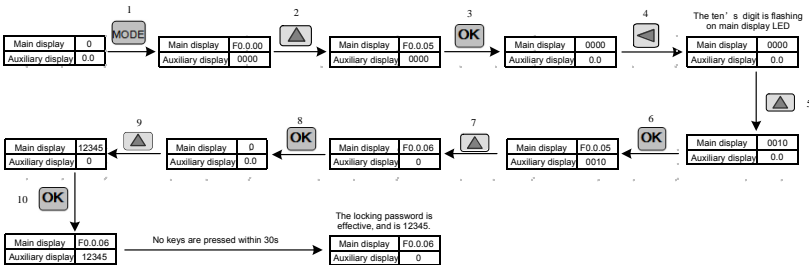 1
2
3
4
The ten's digit is flashing
on main display LED
Main display 0
Auxiliary display 0.0
MODE
Main display F0.0.00
Auxiliary display 0000
Main display F0.0.05
Auxiliary display 0000
OK
Main display 0000
Auxiliary display 0.0
Main display 0000
Auxiliary display 0.0
5
9
8
7
6
Main display 12345
Auxiliary display 0
OK
Main display 0
Auxiliary display 0.0
Main display F0.0.06
Auxiliary display 0
OK
Main display F0.0.05
Auxiliary display 0010
Main display 0010
Auxiliary display 0.0
10 OK
The locking password is
effective, and is 12345.
Main display F0.0.06
Auxiliary display 12345
No keys are pressed within 30s
Main display F0.0.06
Auxiliary display 0